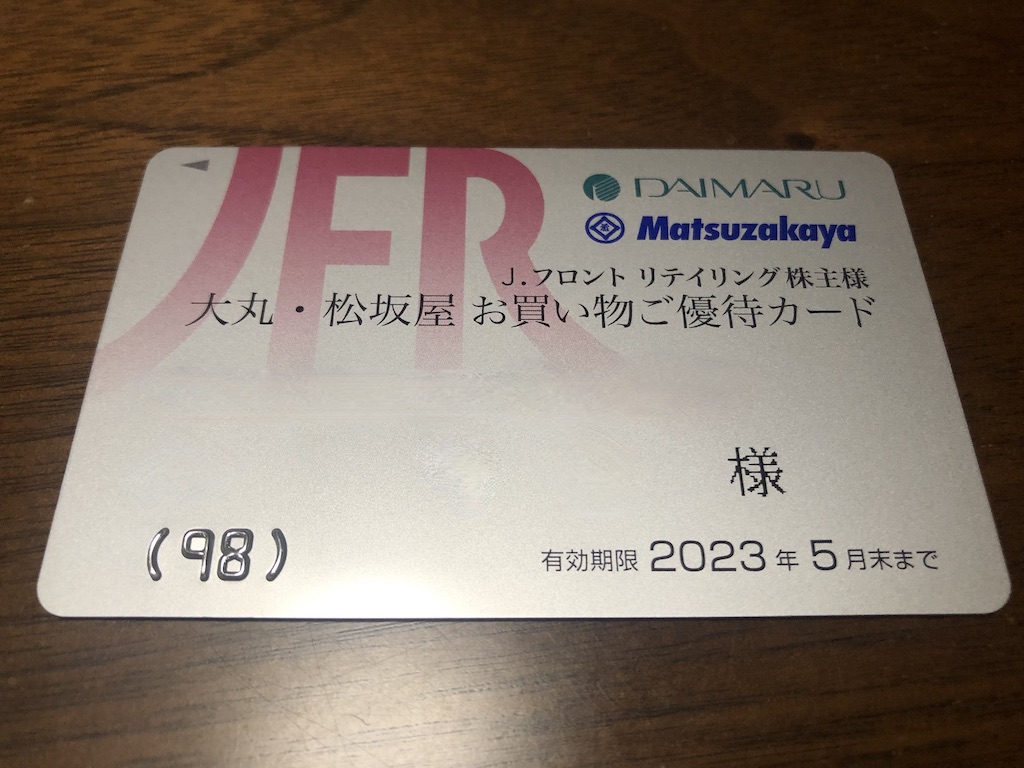 JFR
DAIMARU
Matsuzakaya
J.フロント リテイリング株主様
大丸・松坂屋 お買い物ご優待カード
様
(98)
有効期限 2023年5月末まで